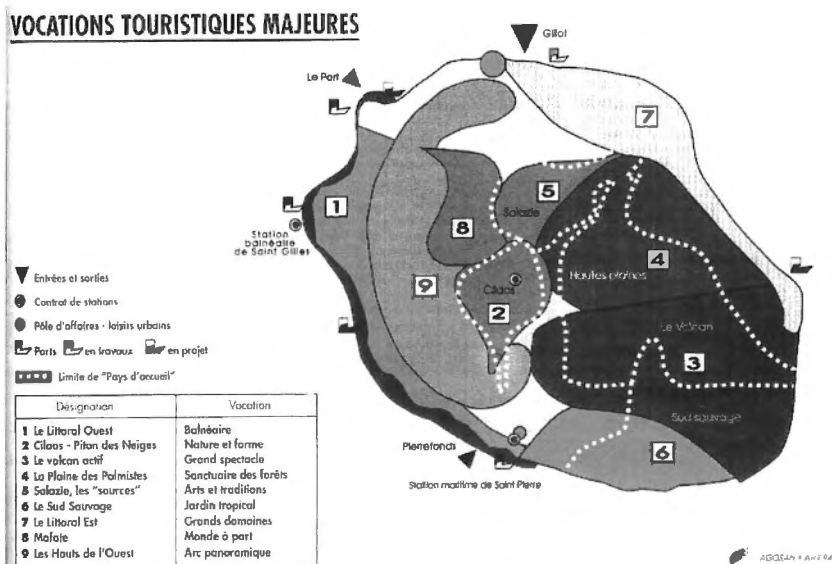 VOCATIONS TOURISTIQUES MAJEURES
Gillot
Le Port
7
1
5
Salazie
8
4
Station
balnéaire
de Saint Gilles
Hautes plaines
9
Cilaos
2
Le Volcan
3
Sud sauvage
6
Pierrefonds
Station maritime de Saint Pierre
Entrées et sorties
Contrat de stations
Pôle d'affaires - loisirs urbains
Ports en travaux en projet
Limite de "Pays d'accueil"
Désignation Vocation
1 Le Littoral Ouest Balnéaire
2 Cilaos - Piton des Neiges Nature et forme
3 Le volcan actif Grand spectacle
4 La Plaine des Palmistes Sanctuaire des forêts
5 Salazie, les "sources" Arts et traditions
6 Le Sud Sauvage Jardin tropical
7 Le Littoral Est Grands domaines
8 Mafate Monde à part
9 Les Hauts de l'Ouest Arc panoramique